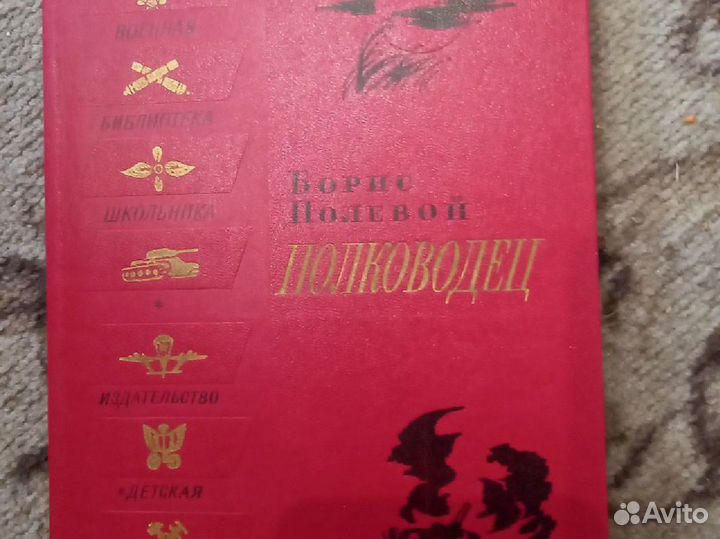 ВОЕННАЯ
БИБЛИОТЕКА
ШКОЛЬНИКА
БОРИС
ПОЛЕВОЙ
ПОЛКОВОДЕЦ
ИЗДАТЕЛЬСТВО
«ДЕТСКАЯ
Avito